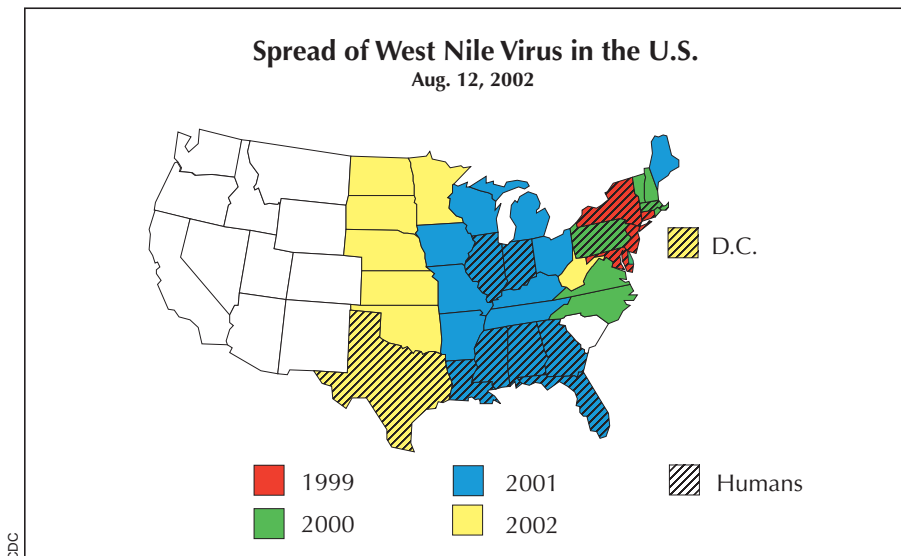 Spread of West Nile Virus in the U.S.
Aug. 12, 2002
D.C.
1999
2001
Humans
2000
2002
CDC